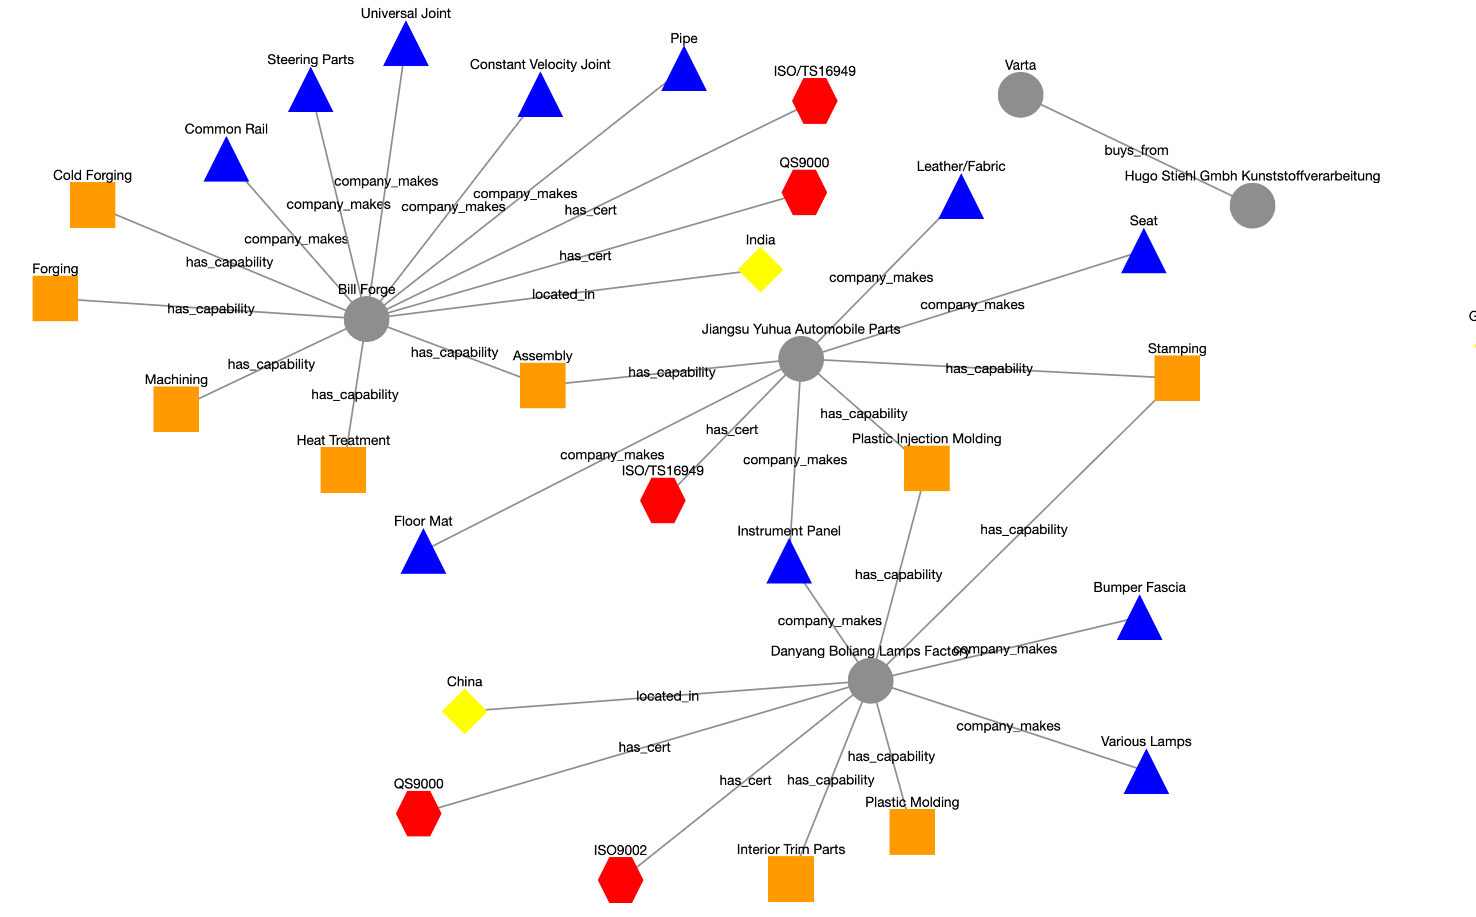 Universal Joint
Pipe
Steering Parts
Constant Velocity Joint
Varta
ISO/TS16949
Common Rail
buys_from
QS9000
Leather/Fabric
Cold Forging
Hugo Stiehl Gmbh Kunststoffverarbeitung
company_makes
company_makes
company_makes
company_makes
has_cert
Seat
company_makes
India
has_cert
has_capability
Forging
company_makes
Bill Forge
located_in
company_makes
has_capability
G
Jiangsu Yuhua Automobile Parts
Stamping
has_capability
Assembly
has_capability
has_capability
has_capability
Machining
has_capability
has_capability
Heat Treatment
has_cert
Plastic Injection Molding
company_makes
company_makes
ISO/TS16949
Floor Mat
Instrument Panel
has_capability
has_capability
Bumper Fascia
company_makes
Danyang Boliang Lamps Factory
company_makes
China
located_in
company_makes
Various Lamps
has_cert
has_capability
QS9000
has_cert
has_capability
Plastic Molding
ISO9002
Interior Trim Parts